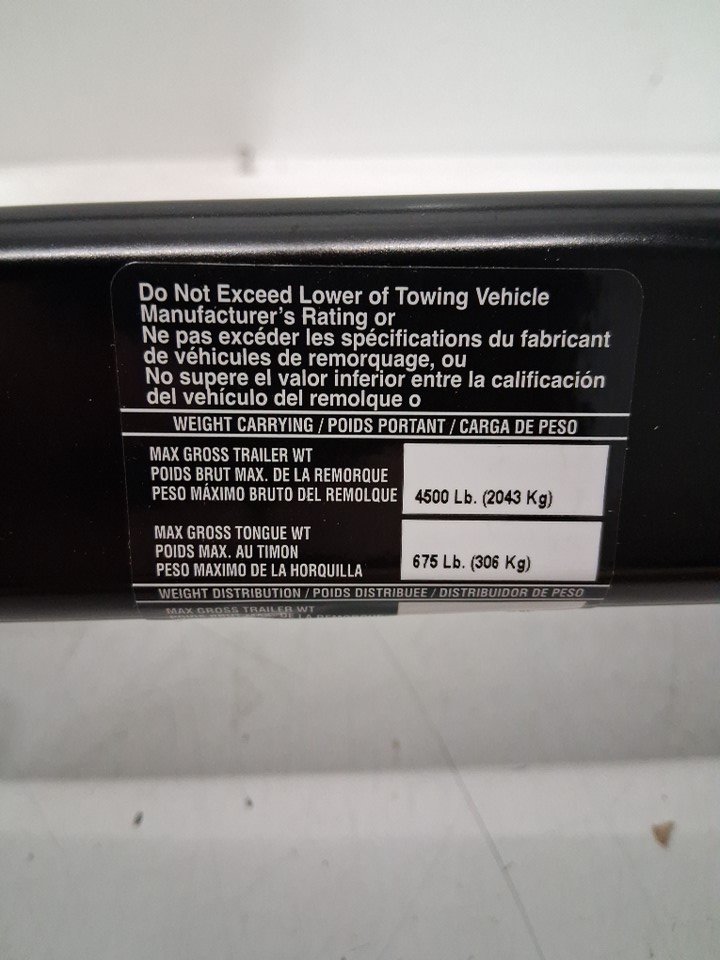 Do Not Exceed Lower of Towing Vehicle
Manufacturer's Rating or
Ne pas excéder les spécifications du fabricant
de véhicules de remorquage, ou
No supere el valor inferior entre la calificación
del vehículo del remolque o
WEIGHT CARRYING / POIDS PORTANT / CARGA DE PESO
MAX GROSS TRAILER WT
POIDS BRUT MAX. DE LA REMORQUE
PESO MÁXIMO BRUTO DEL REMOLQUE 4500 Lb. (2043 Kg)
MAX GROSS TONGUE WT
POIDS MAX. AU TIMON
PESO MAXIMO DE LA HORQUILLA 675 Lb. (306 Kg)
WEIGHT DISTRIBUTION / POIDS DISTRIBUEE / DISTRIBUIDOR DE PESO
MAX GROSS TRAILER WT